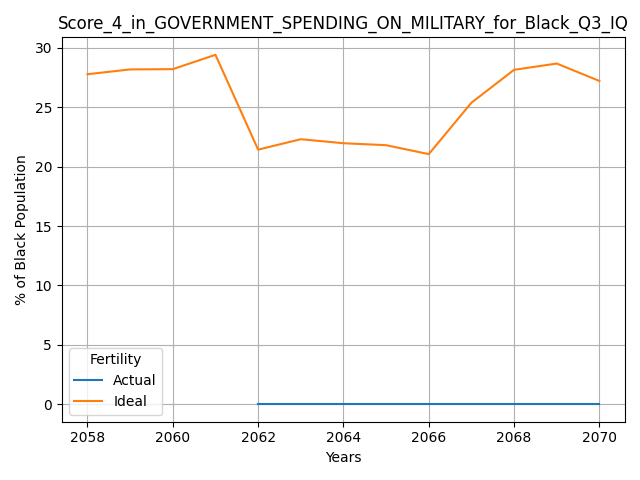 Score_4_in_GOVERNMENT_SPENDING_ON_MILITARY_for_Black_Q3_IQ
30
25
20
15
10
5
0
% of Black Population
Fertility
Actual
Ideal
2058 2060 2062 2064 2066 2068 2070
Years